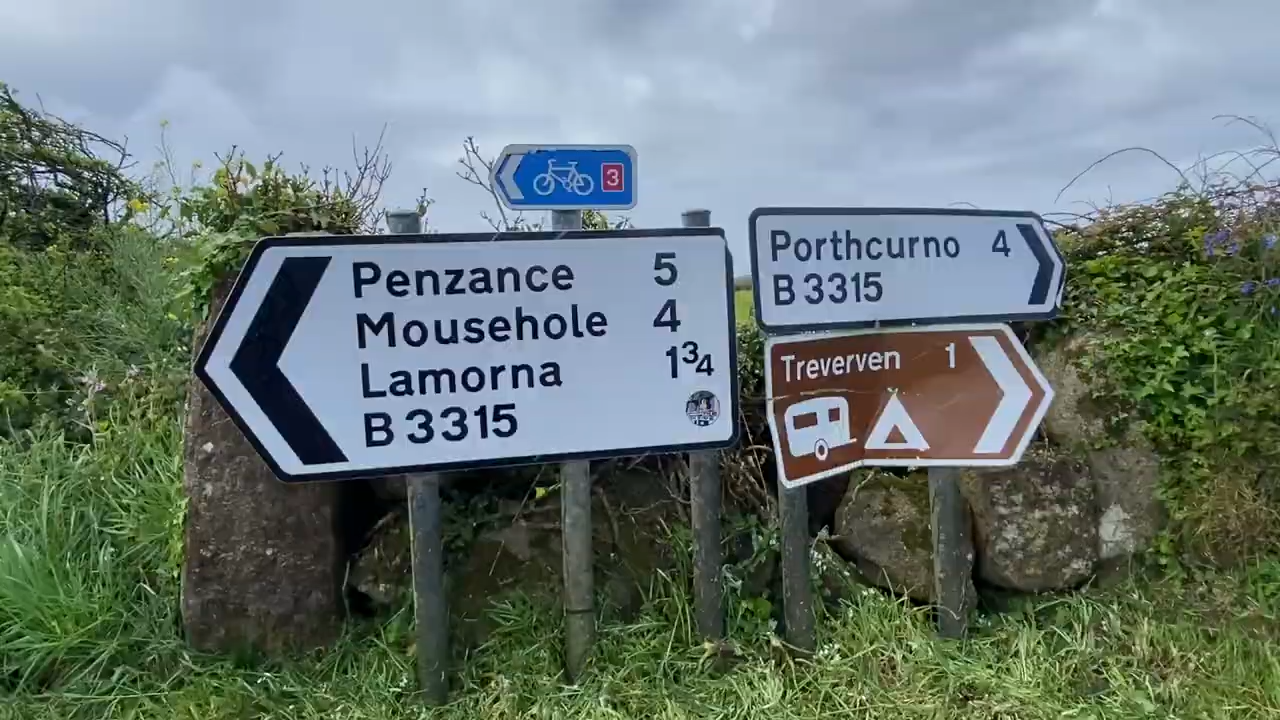 3
Penzance 5
Mousehole 4
Lamorna 1¾
B 3315
Porthcurno 4
B 3315
Treverven 1